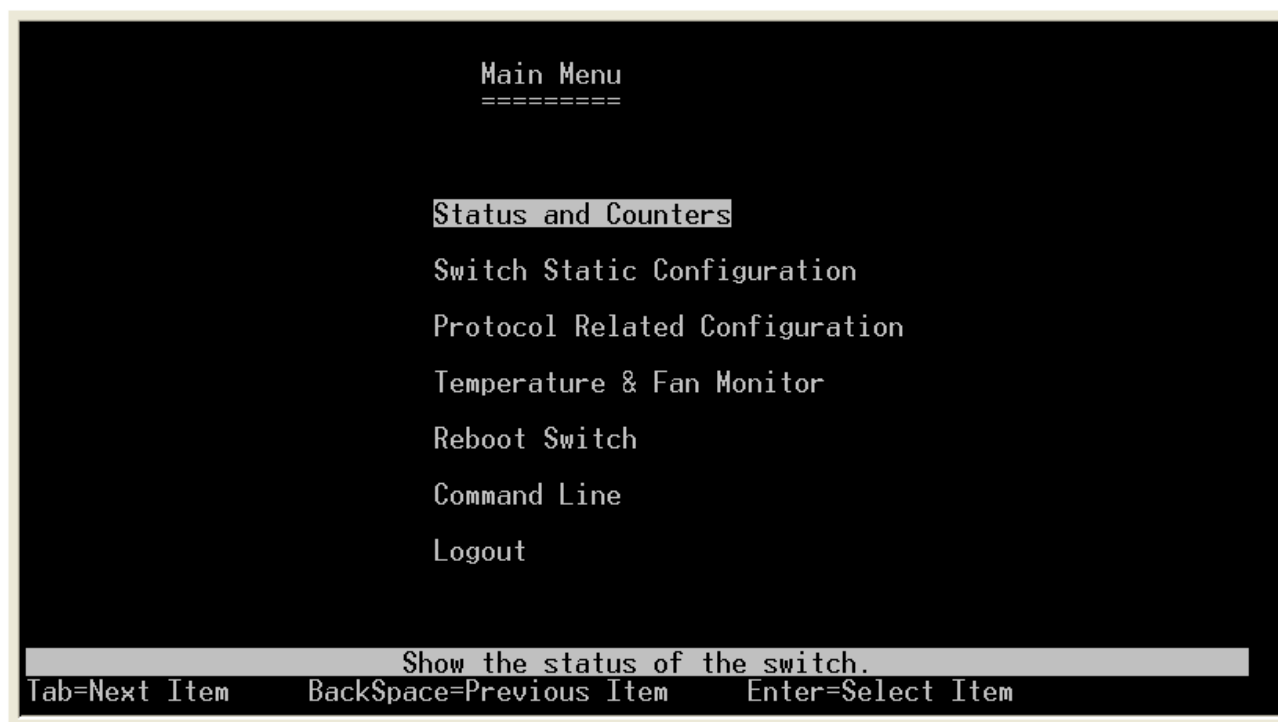 Main Menu
=========
Status and Counters
Switch Static Configuration
Protocol Related Configuration
Temperature & Fan Monitor
Reboot Switch
Command Line
Logout
Show the status of the switch.
Tab=Next Item BackSpace=Previous Item Enter=Select Item